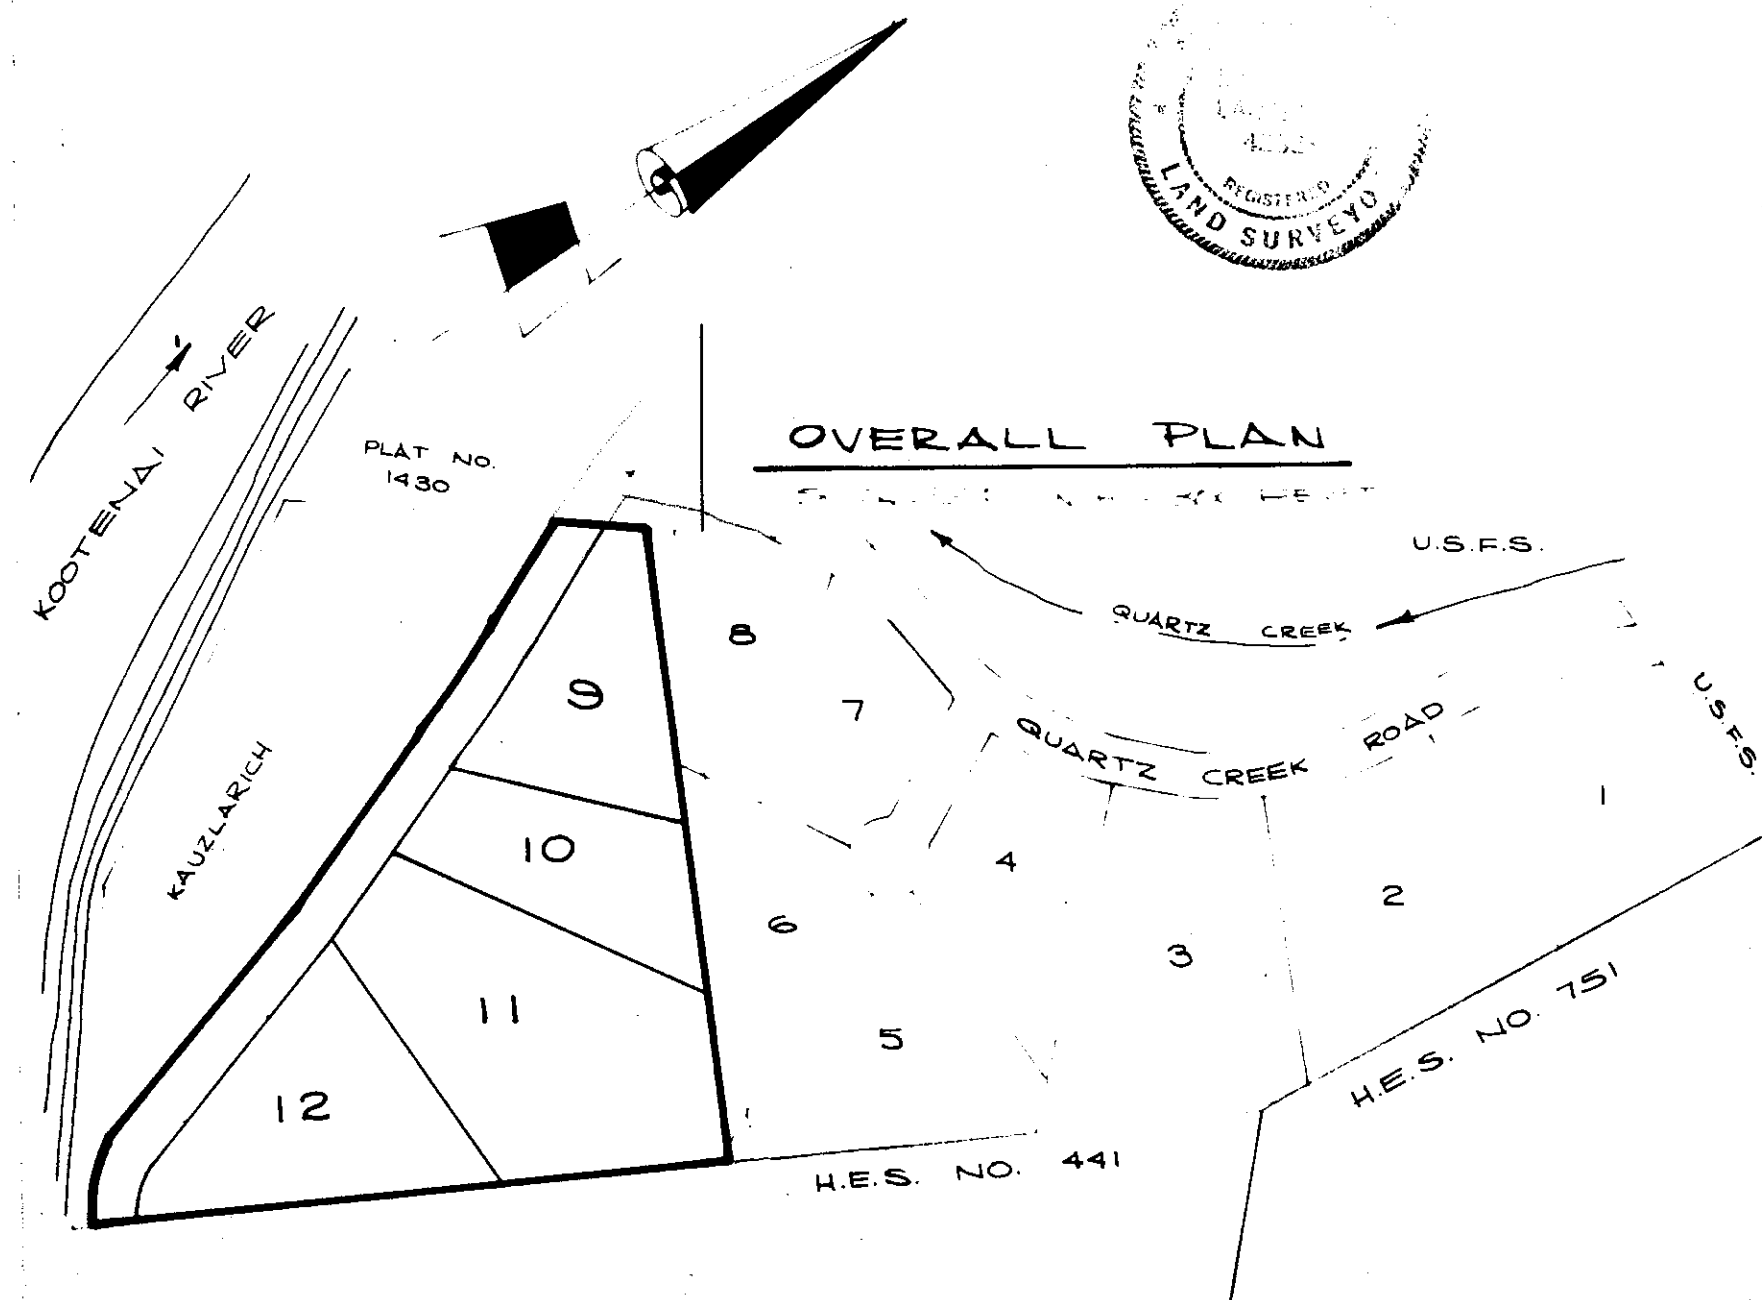 REGISTERED
LAND SURVEYO
KOOTENAI RIVER
PLAT NO.
1430
OVERALL PLAN
U.S.F.S.
QUARTZ CREEK
8
9
7
U.S.F.S.
QUARTZ CREEK ROAD
KAUZLARICH
1
10
4
2
6
3
11
5
H.E.S. NO. 751
12
H.E.S. NO. 441